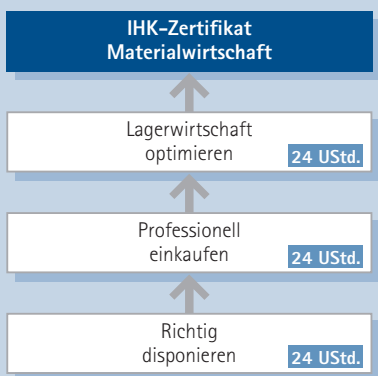 IHK-Zertifikat
Materialwirtschaft
Lagerwirtschaft
optimieren
24 UStd.
Professionell
einkaufen
24 UStd.
Richtig
disponieren
24 UStd.